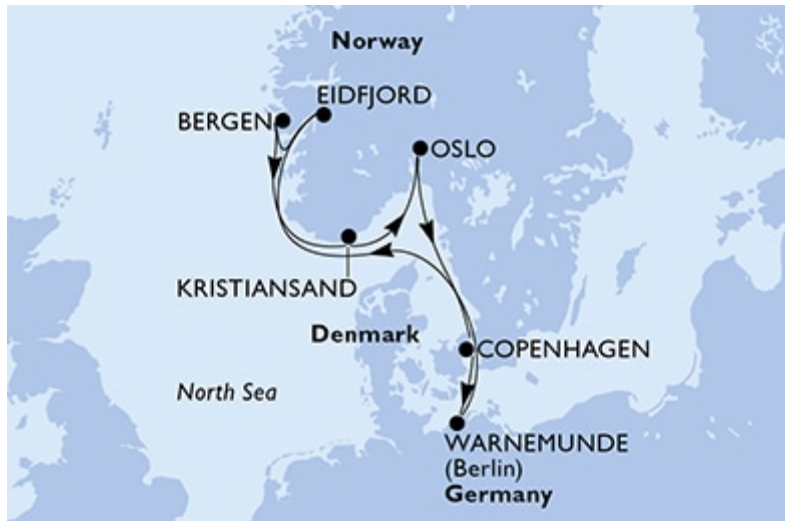 Norway
EIDFJORD
BERGEN
OSLO
KRISTIANSAND
Denmark
COPENHAGEN
North Sea
WARNEMUNDE
(Berlin)
Germany